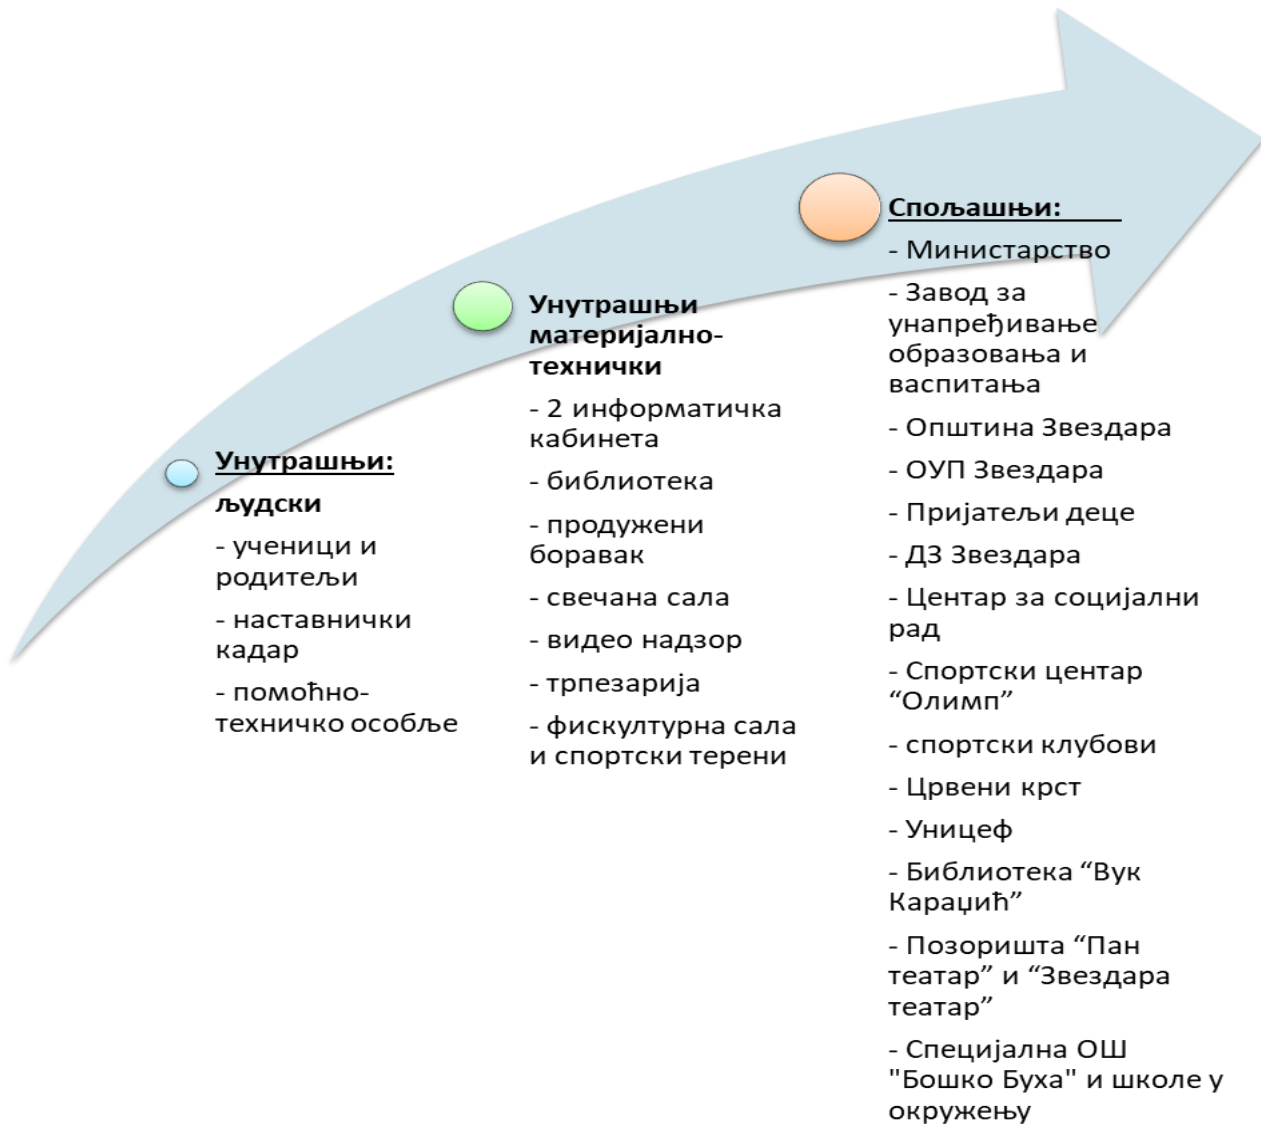 Унутрашњи:
људски
- ученици и
родитељи
- наставнички
кадар
- помоћно-
техничко особље
Унутрашњи
материјално-
технички
- 2 информатичка
кабинета
- библиотека
- продужени
боравак
- свечана сала
- видео надзор
- трпезарија
- фискултурна сала
и спортски терени
Спољашњи:
- Министарство
- Завод за
унапређивање
образовања и
васпитања
- Општина Звездара
- ОУП Звездара
- Пријатељи деце
- ДЗ Звездара
- Центар за социјални
рад
- Спортски центар
“Олимп”
- спортски клубови
- Црвени крст
- Уницеф
- Библиотека “Вук
Караџић”
- Позоришта “Пан
театар” и “Звездара
театар”
- Специјална ОШ
"Бошко Буха" и школе у
окружењу